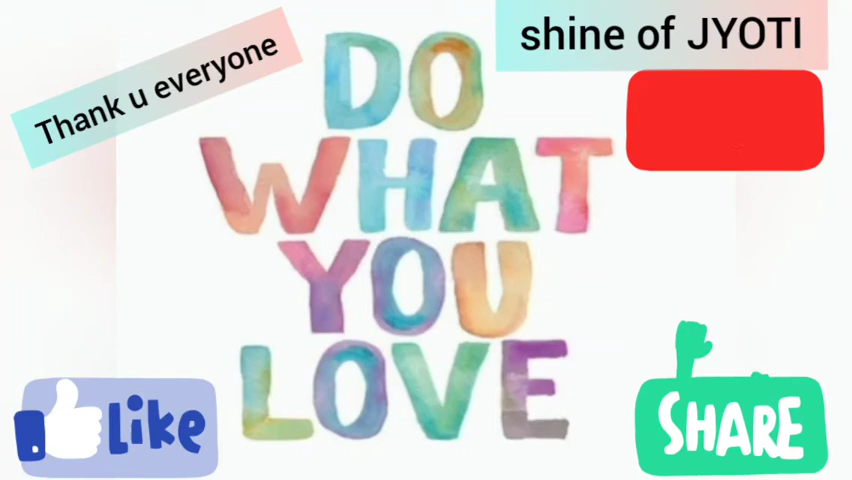 Thank u everyone
shine of JYOTI
DO
WHAT
YOU
LOVE
like
SHARE